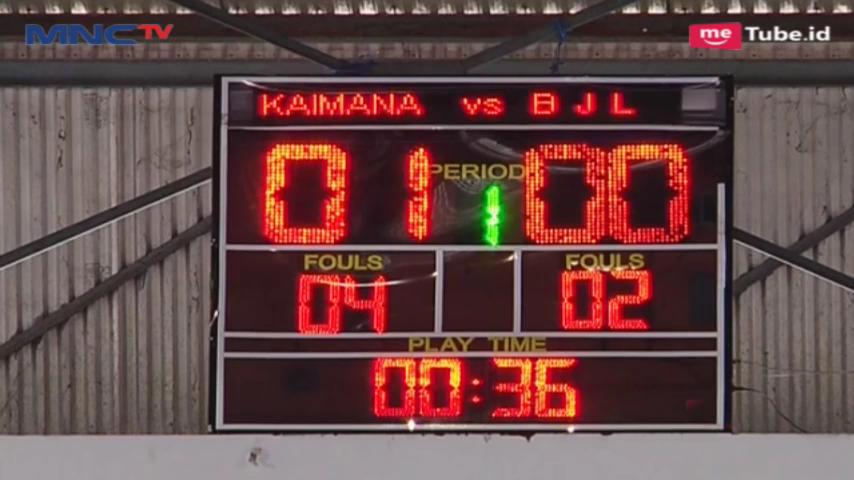 MNCTV
me Tube.id
KAIMANA vs B J L
01 PERIOD 1 00
FOULS FOULS
04 02
PLAY TIME
00:36